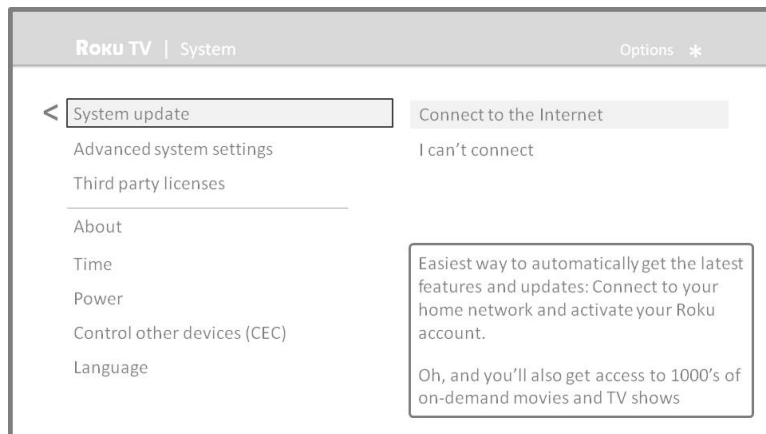 Roku TV | System
Options *
< System update
Advanced system settings
Third party licenses
About
Time
Power
Control other devices (CEC)
Language
Connect to the Internet
I can't connect
Easiest way to automatically get the latest
features and updates: Connect to your
home network and activate your Roku
account.
Oh, and you'll also get access to 1000's of
on-demand movies and TV shows